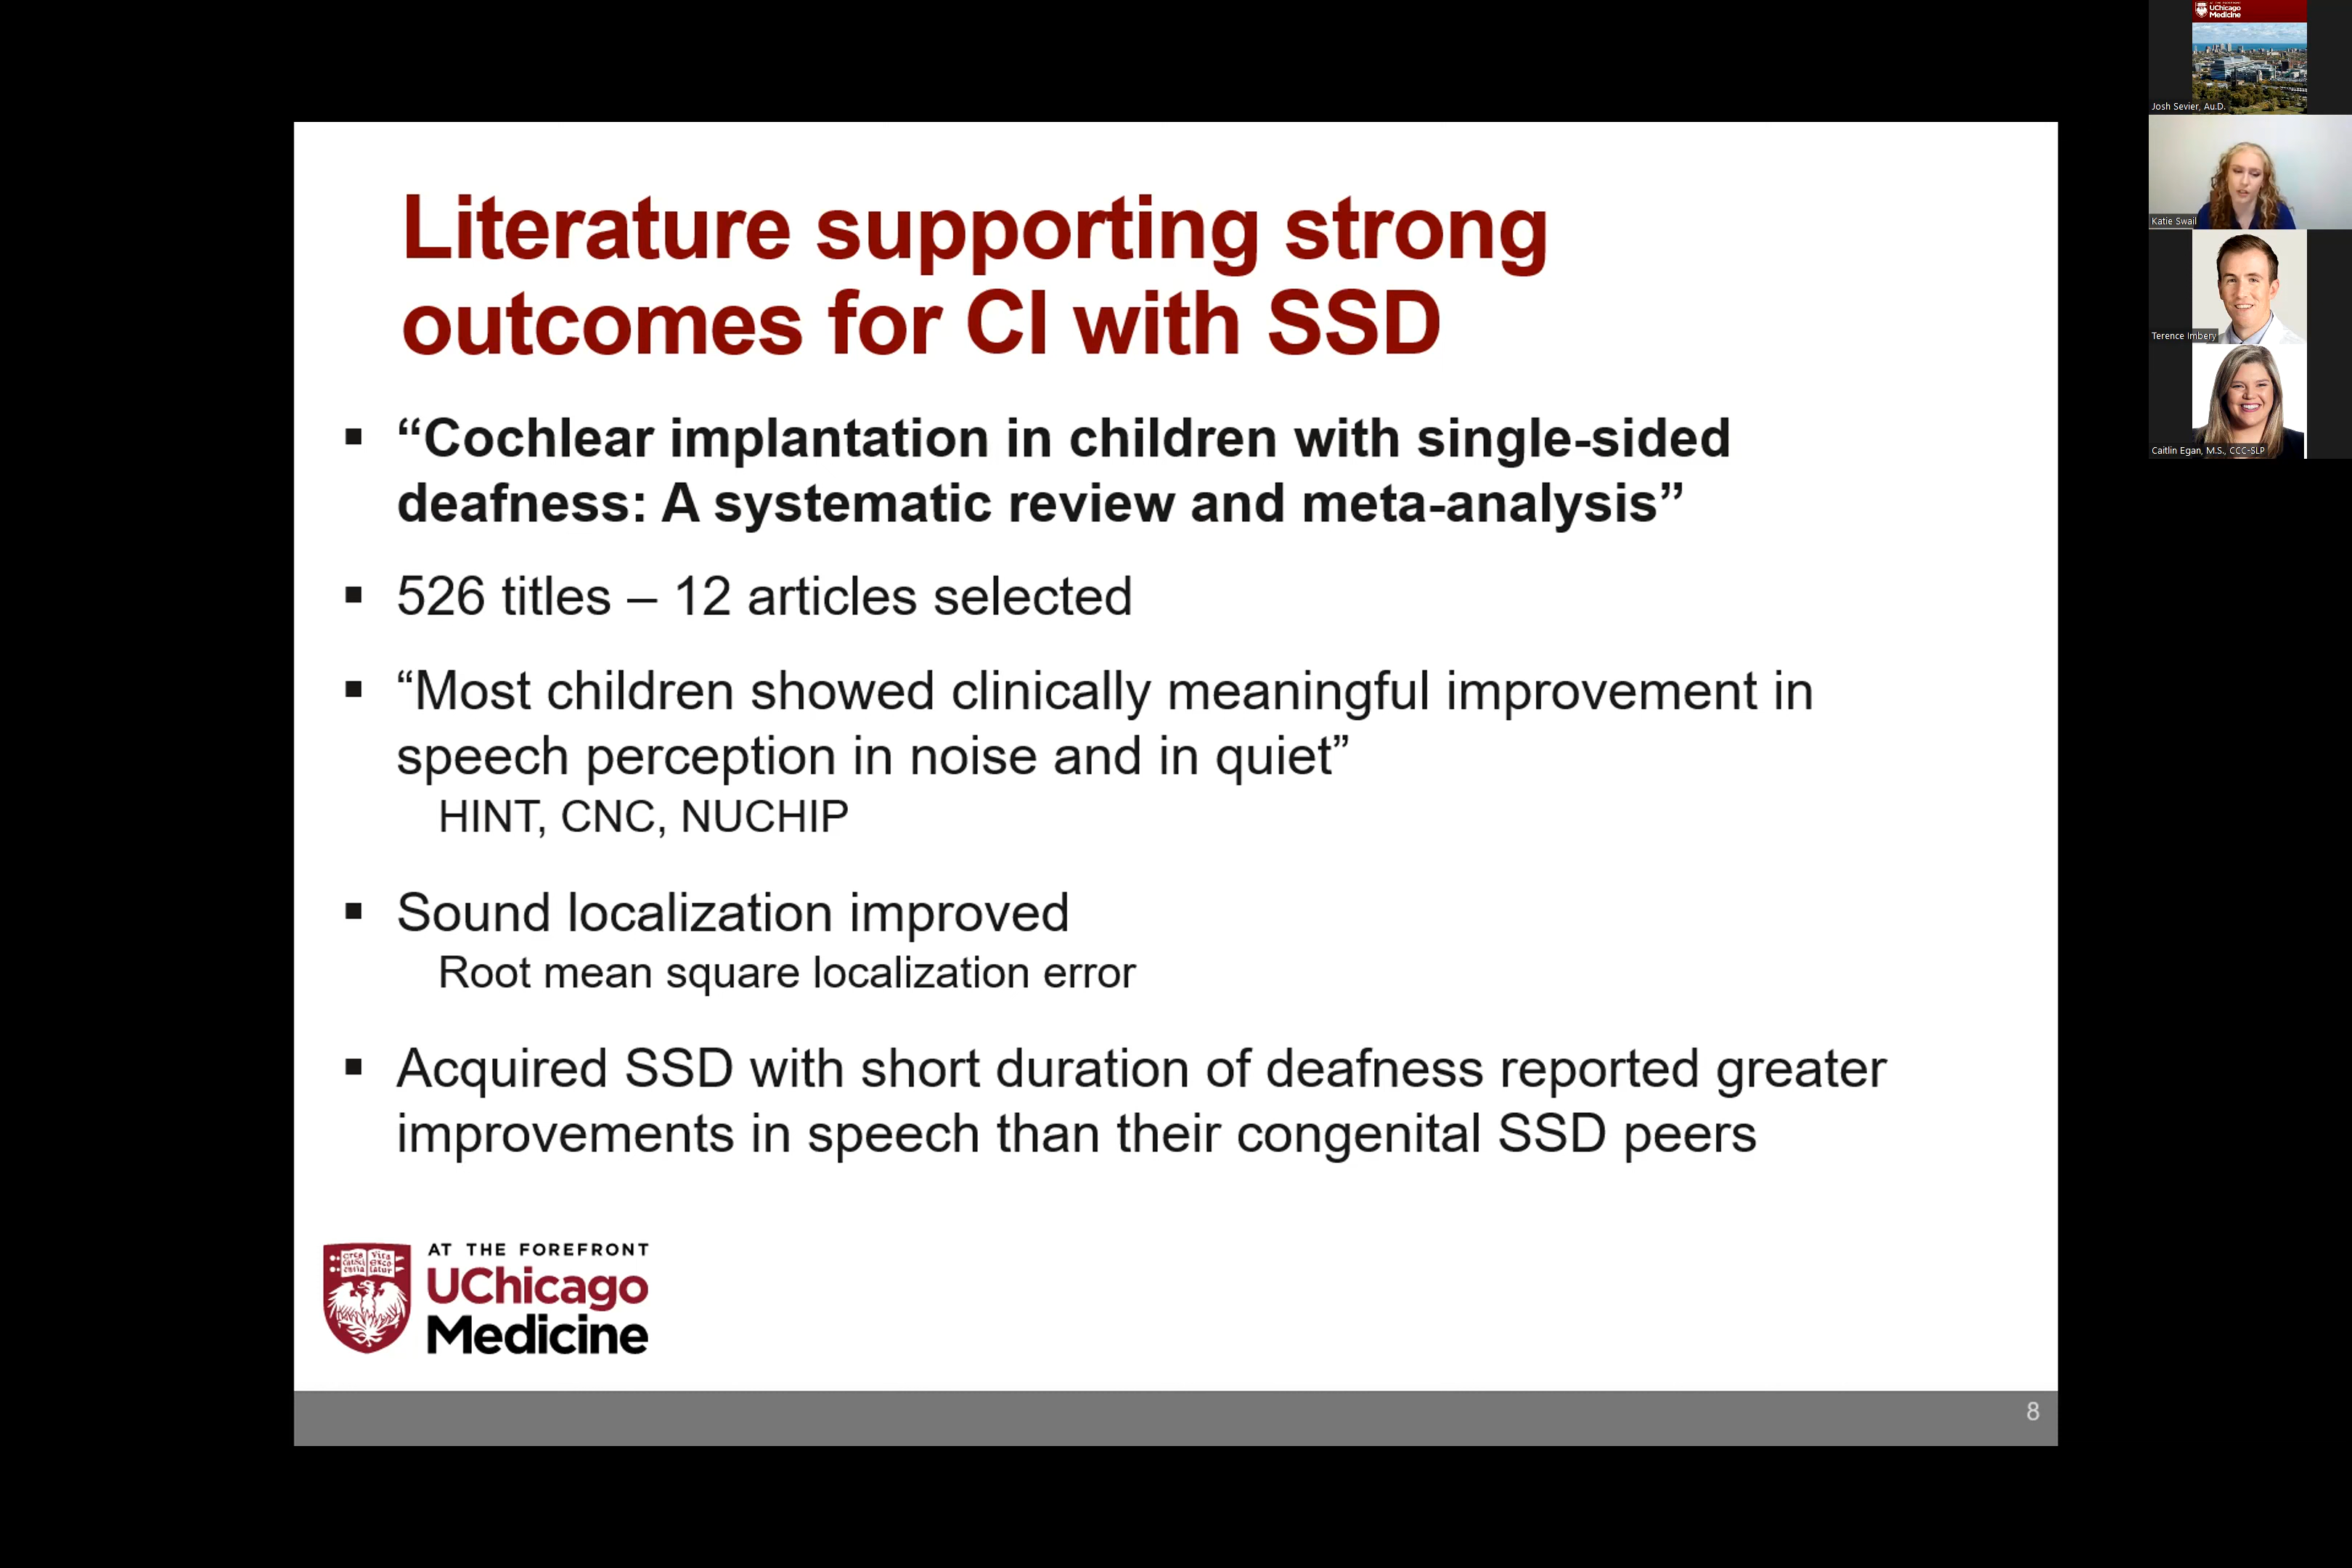 Literature supporting strong
outcomes for CI with SSD
▪ “Cochlear implantation in children with single-sided
deafness: A systematic review and meta-analysis”
▪ 526 titles – 12 articles selected
▪ “Most children showed clinically meaningful improvement in
speech perception in noise and in quiet”
HINT, CNC, NUCHIP
▪ Sound localization improved
Root mean square localization error
▪ Acquired SSD with short duration of deafness reported greater
improvements in speech than their congenital SSD peers
AT THE FOREFRONT
UChicago
Medicine
8
UChicago
Medicine
Josh Sevier, Au.D.
Katie Swail
Terence Imbery
Caitlin Egan, M.S., CCC-SLP